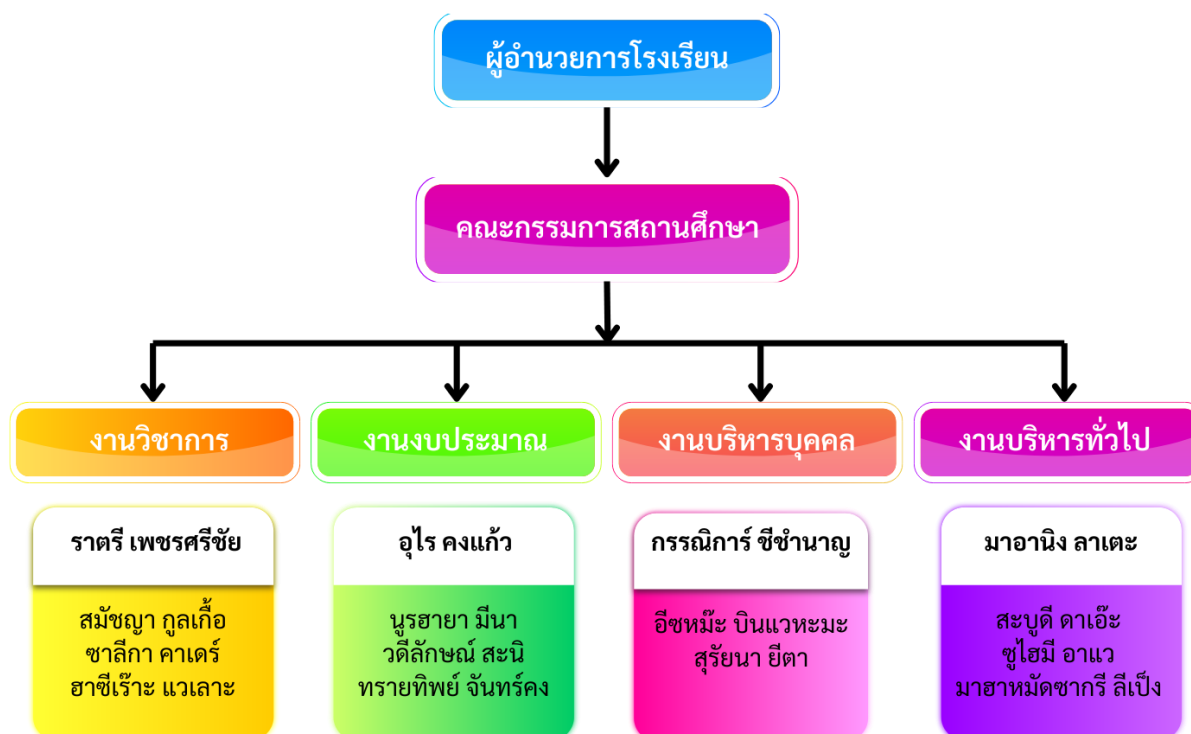 ผู้อำนวยการโรงเรียน
คณะกรรมการสถานศึกษา
งานวิชาการ
งานงบประมาณ
งานบริหารบุคคล
งานบริหารทั่วไป
ราตรี เพชรศรีชัย
สมัชญา กูลเกื้อ
ซาลีกา คาเดร์
ฮาซีเร๊าะ แวเลาะ
อุไร คงแก้ว
นูรฮายา มีนา
วดีลักษณ์ สะนิ
ทรายทิพย์ จันทร์คง
กรรณิการ์ ชีชำนาญ
อีซหม๊ะ บินแวหะมะ
สุรัยนา ยีตา
มาอานิง ลาเตะ
สะบูดี ดาเอ๊ะ
ซูไฮมี อาแว
มาฮาหมัดซากรี ลีเป็ง